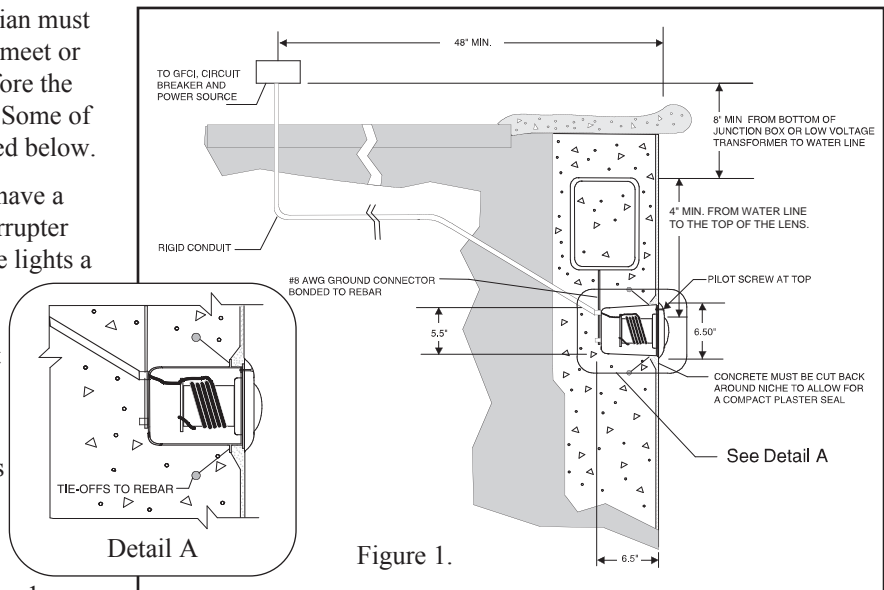 ian must
meet or
fore the
Some of
ed below.
have a
rrupter
e lights a
s
48" MIN.
TO GFCI, CIRCUIT
BREAKER AND
POWER SOURCE
8" MIN FROM BOTTOM OF
JUNCTION BOX OR LOW VOLTAGE
TRANSFORMER TO WATER LINE
4" MIN. FROM WATER LINE
TO THE TOP OF THE LENS.
RIGID CONDUIT
#8 AWG GROUND CONNECTOR
BONDED TO REBAR
PILOT SCREW AT TOP
5.5"
6.50"
CONCRETE MUST BE CUT BACK
AROUND NICHE TO ALLOW FOR
A COMPACT PLASTER SEAL
See Detail A
TIE-OFFS TO REBAR
Detail A
Figure 1.
6.5"